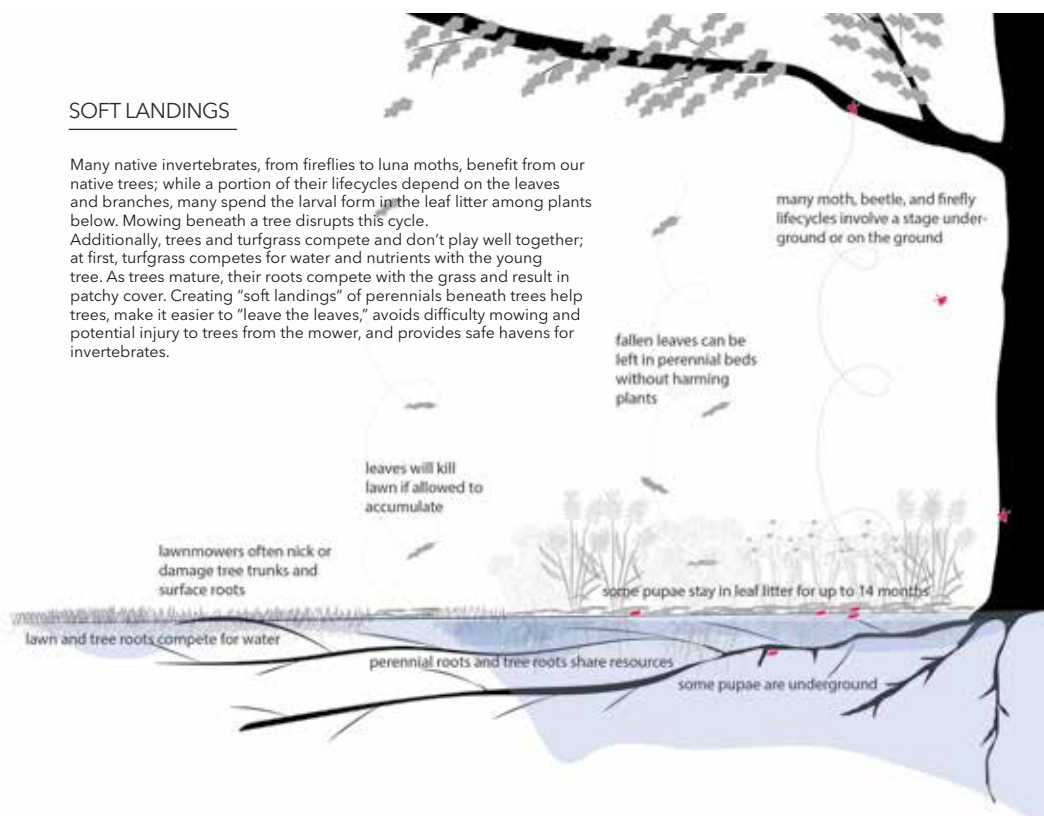 SOFT LANDINGS
Many native invertebrates, from fireflies to luna moths, benefit from our
native trees; while a portion of their lifecycles depend on the leaves
and branches, many spend the larval form in the leaf litter among plants
below. Mowing beneath a tree disrupts this cycle.
Additionally, trees and turfgrass compete and don’t play well together;
at first, turfgrass competes for water and nutrients with the young
tree. As trees mature, their roots compete with the grass and result in
patchy cover. Creating “soft landings” of perennials beneath trees help
trees, make it easier to “leave the leaves,” avoids difficulty mowing and
potential injury to trees from the mower, and provides safe havens for
invertebrates.
many moth, beetle, and firefly
lifecycles involve a stage under-
ground or on the ground
fallen leaves can be
left in perennial beds
without harming
plants
leaves will kill
lawn if allowed to
accumulate
lawnmowers often nick or
damage tree trunks and
surface roots
some pupae stay in leaf litter for up to 14 months
lawn and tree roots compete for water
perennial roots and tree roots share resources
some pupae are underground